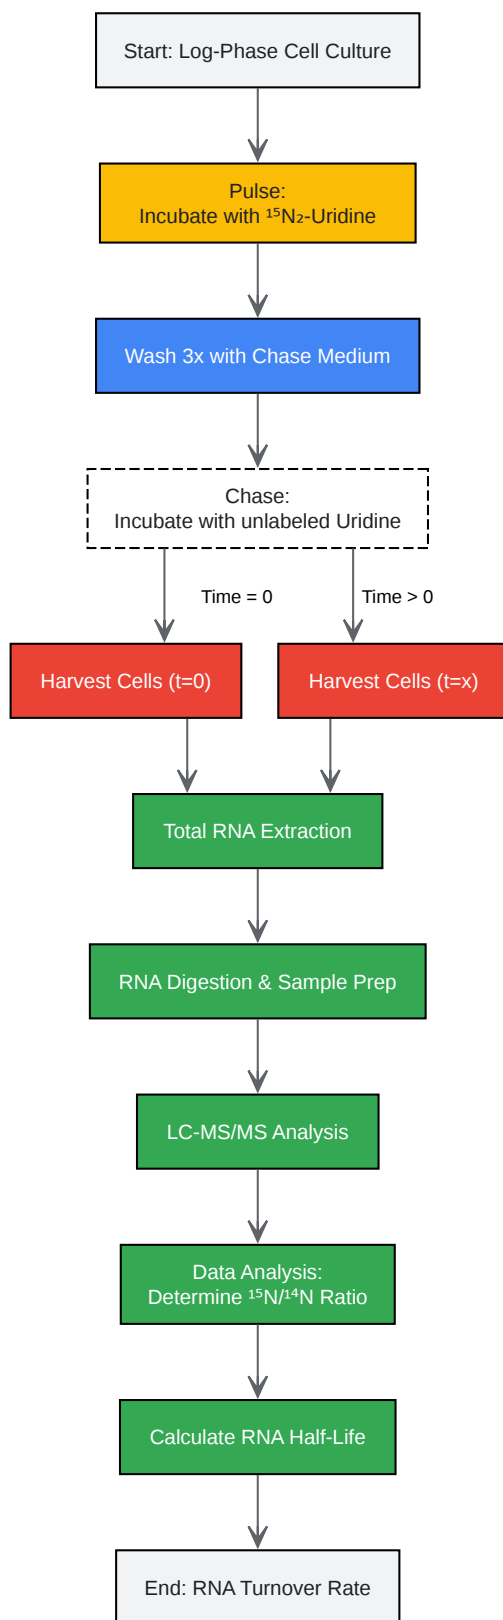 Start: Log-Phase Cell Culture
Pulse:
Incubate with ¹⁵N₂-Uridine
Wash 3x with Chase Medium
Chase:
Incubate with unlabeled Uridine
Time = 0
Time > 0
Harvest Cells (t=0)
Harvest Cells (t=x)
Total RNA Extraction
RNA Digestion & Sample Prep
LC-MS/MS Analysis
Data Analysis:
Determine ¹⁵N/¹⁴N Ratio
Calculate RNA Half-Life
End: RNA Turnover Rate